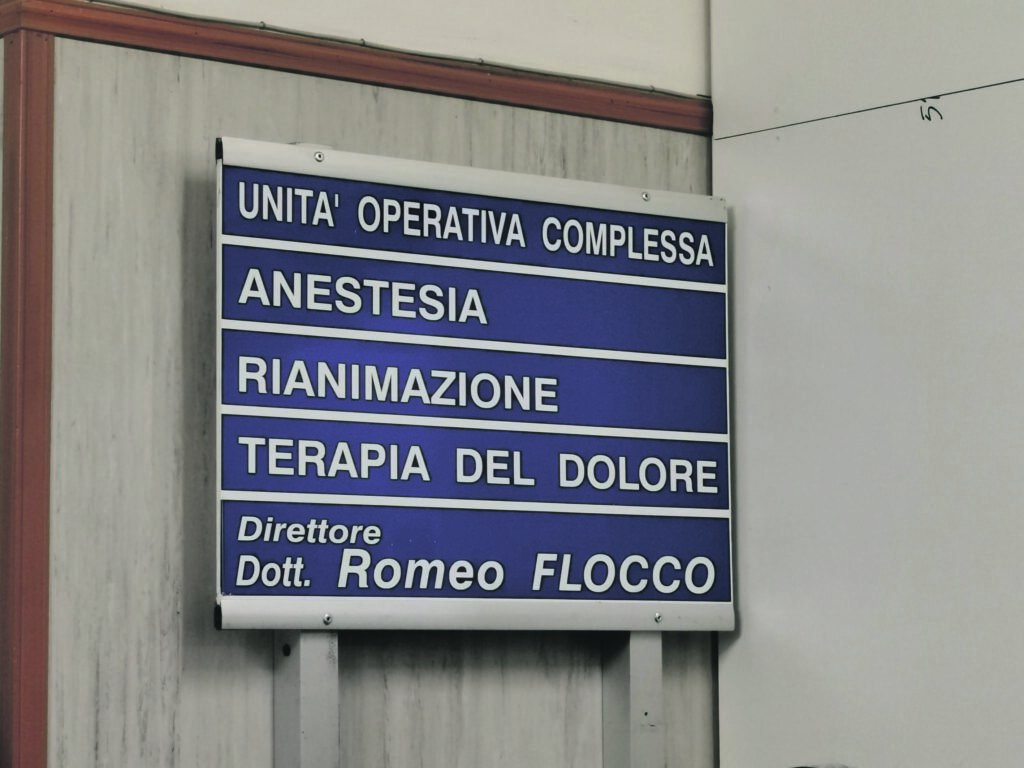 UNITA' OPERATIVA COMPLESSA
ANESTESIA
RIANIMAZIONE
TERAPIA DEL DOLORE
Direttore
Dott. Romeo FLOCCO